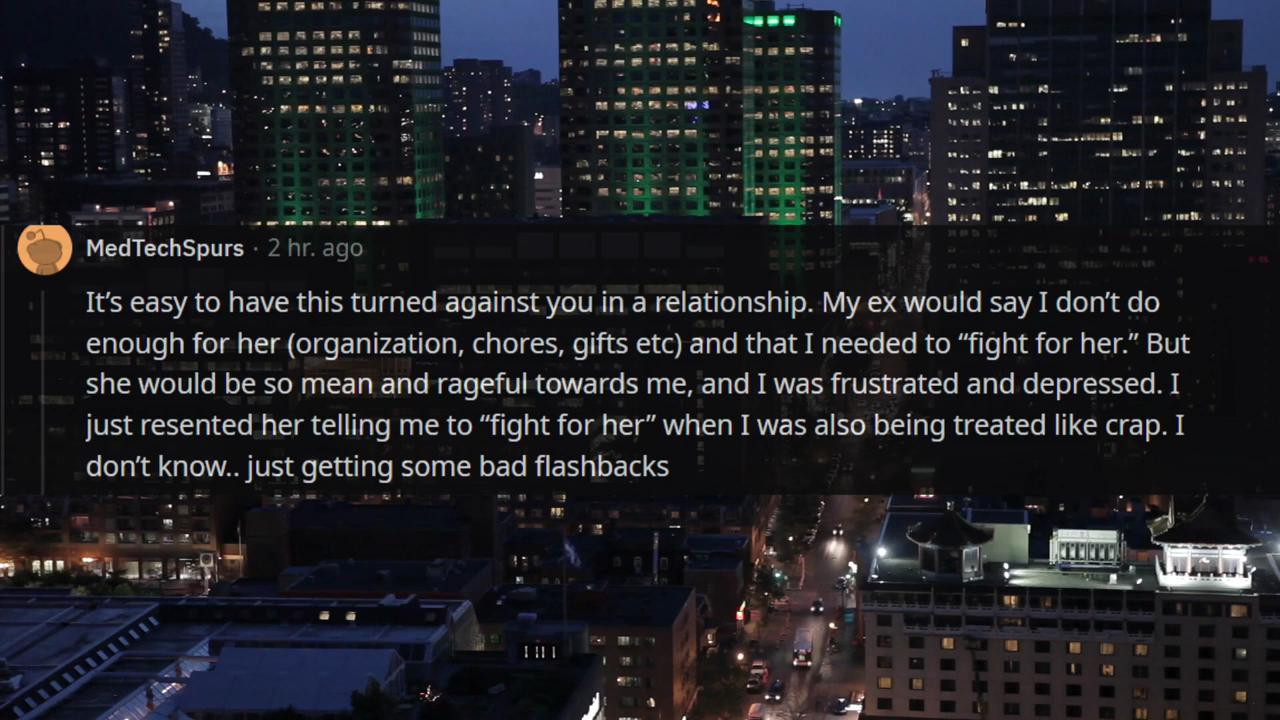 MedTechSpurs · 2 hr. ago
It’s easy to have this turned against you in a relationship. My ex would say I don’t do
enough for her (organization, chores, gifts etc) and that I needed to “fight for her.” But
she would be so mean and rageful towards me, and I was frustrated and depressed. I
just resented her telling me to “fight for her” when I was also being treated like crap. I
don’t know.. just getting some bad flashbacks